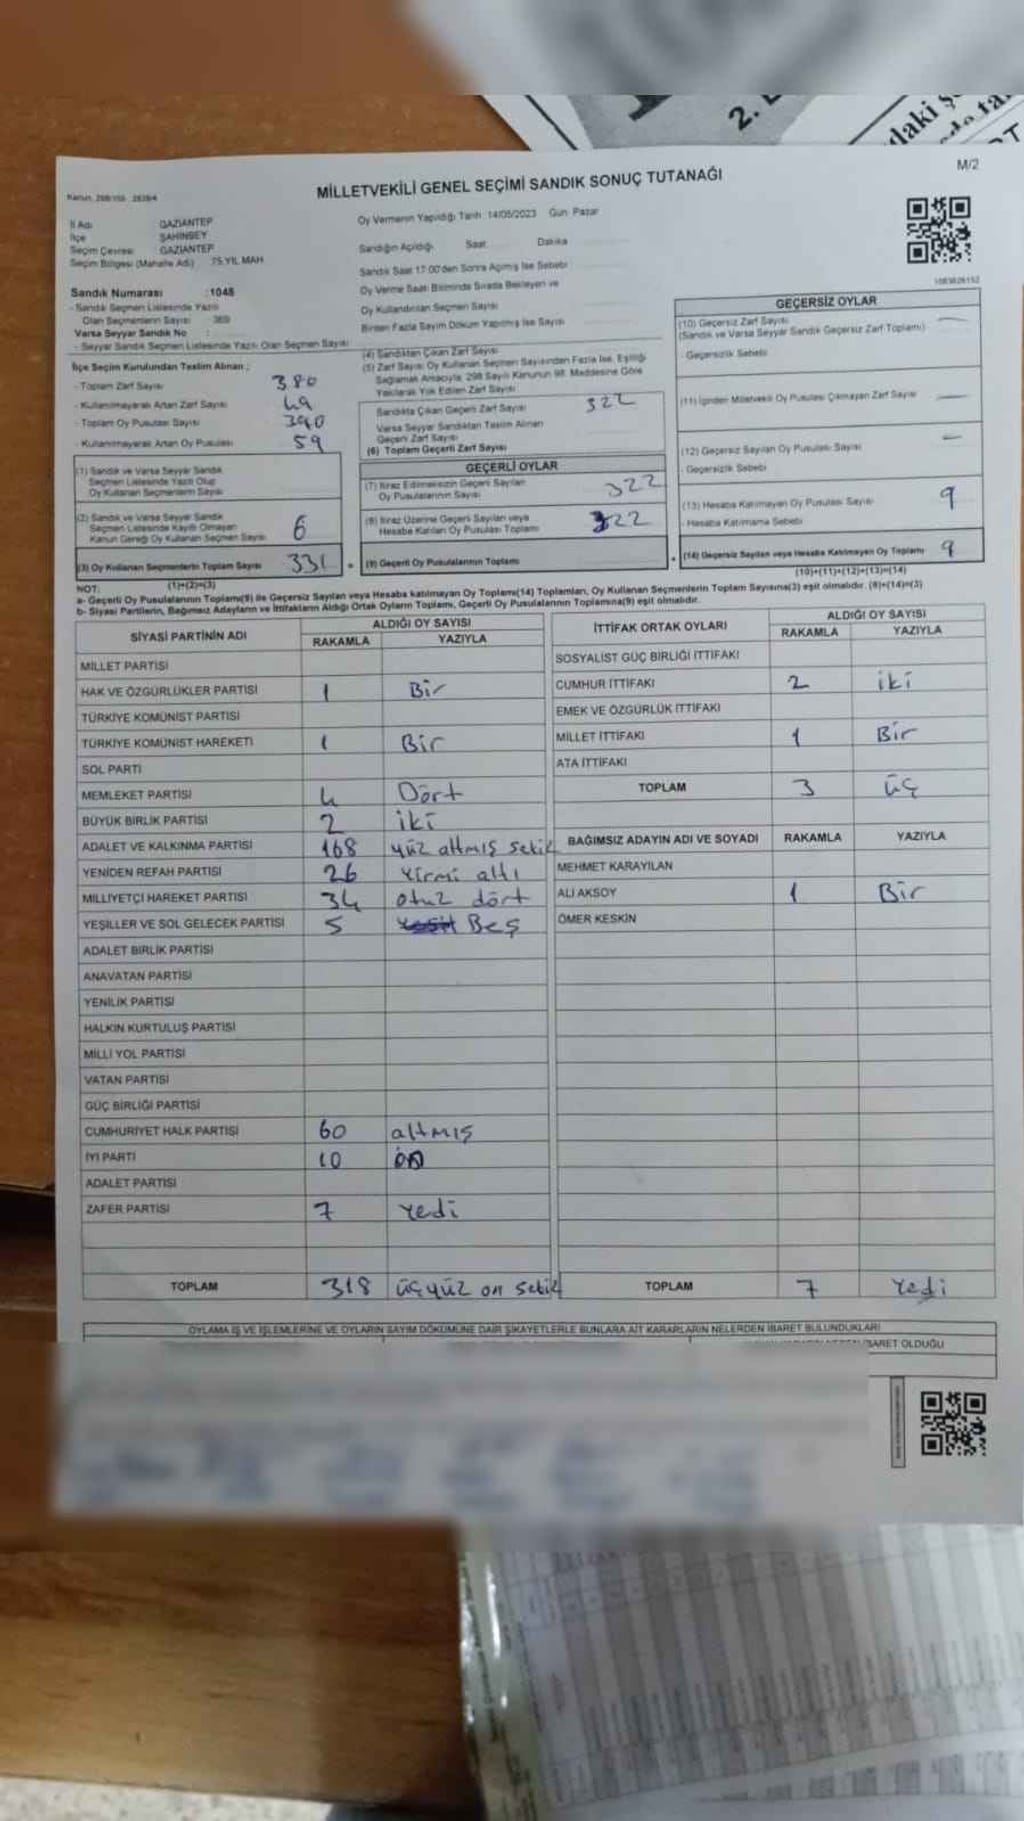 2.
daki
M/2
MİLLETVEKİLİ GENEL SEÇİMİ SANDIK SONUÇ TUTANAĞI
İl Adı GAZİANTEP
İlçe ŞAHİNBEY
Seçim Çevresi GAZİANTEP
Seçim Bölgesi (Mahalle Adı) 75.YIL MAH
Sandık Numarası :1048
- Sandık Seçmen Listesinde Yazılı
Olan Seçmenlerin Sayısı 369
Varsa Seyyar Sandık No :
- Seyyar Sandık Seçmen Listesinde Yazılı Olan Seçmen Sayısı
Oy Vermenin Yapıldığı Tarih :14/05/2023 Gün: Pazar
Sandığın Açıldığı Saat Dakika
Sandık Saat 17:00'den Sonra Açılmış İse Sebebi
Oy Verme Saati Bitiminde Sırada Bekleyen ve
Oy Kullandırılan Seçmen Sayısı
Birden Fazla Sayım Döküm Yapılmış İse Sayısı
İlçe Seçim Kurulundan Teslim Alınan ;
- Toplam Zarf Sayısı 380
- Kullanılmayarak Artan Zarf Sayısı 49
- Toplam Oy Pusulası Sayısı 390
- Kullanılmayarak Artan Oy Pusulası 59
(1) Sandık ve Varsa Seyyar Sandık
Seçmen Listesinde Yazılı Olup
Oy Kullanan Seçmenlerin Sayısı
(2) Sandık ve Varsa Seyyar Sandık
Seçmen Listesinde Kayıtlı Olmayan
Kanun Gereği Oy Kullanan Seçmen Sayısı 6
(3) Oy Kullanan Seçmenlerin Toplam Sayısı 331
(1)+(2)=(3)
(4) Sandıktan Çıkan Zarf Sayısı
(5) Zarf Sayısı Oy Kullanan Seçmen Sayısından Fazla İse, Eşitliği
Sağlamak Amacıyla, 298 Sayılı Kanunun 98. Maddesine Göre
Yakılarak Yok Edilen Zarf Sayısı
Sandıkta Çıkan Geçerli Zarf Sayısı 322
Varsa Seyyar Sandıktan Teslim Alınan
Geçerli Zarf Sayısı
(6) Toplam Geçerli Zarf Sayısı
GEÇERLİ OYLAR
(7) İtiraz Edilmeksizin Geçerli Sayılan
Oy Pusulalarının Sayısı 322
(8) İtiraz Üzerine Geçerli Sayılan veya
Hesaba Katılan Oy Pusulası Toplamı 322
(9) Geçerli Oy Pusulalarının Toplamı
GEÇERSİZ OYLAR
(10) Geçersiz Zarf Sayısı
(Sandık ve Varsa Seyyar Sandık Geçersiz Zarf Toplamı)
- Geçersizlik Sebebi
(11) İçinden Milletvekili Oy Pusulası Çıkmayan Zarf Sayısı
(12) Geçersiz Sayılan Oy Pusulası Sayısı
- Geçersizlik Sebebi
(13) Hesaba Katılmayan Oy Pusulası Sayısı 9
- Hesaba Katılmama Sebebi
(14) Geçersiz Sayılan veya Hesaba Katılmayan Oy Toplamı 9
(10)+(11)+(12)+(13)=(14)
NOT:
a- Geçerli Oy Pusulalarının Toplamı(9) ile Geçersiz Sayılan veya Hesaba katılmayan Oy Toplamı(14) Toplamları, Oy Kullanan Seçmenlerin Toplam Sayısına(3) eşit olmalıdır. (9)+(14)=(3)
b- Siyasi Partilerin, Bağımsız Adayların ve İttifakların Aldığı Ortak Oyların Toplamı, Geçerli Oy Pusulalarının Toplamına(9) eşit olmalıdır.
SİYASİ PARTİNİN ADI ALDIĞI OY SAYISI
RAKAMLA YAZIYLA
MİLLET PARTİSİ
HAK VE ÖZGÜRLÜKLER PARTİSİ 1 Bir
TÜRKİYE KOMÜNİST PARTİSİ
TÜRKİYE KOMÜNİST HAREKETİ 1 Bir
SOL PARTİ
MEMLEKET PARTİSİ 4 Dört
BÜYÜK BİRLİK PARTİSİ 2 iki
ADALET VE KALKINMA PARTİSİ 168 yüz altmış sekiz
YENİDEN REFAH PARTİSİ 26 Yirmi altı
MİLLİYETÇİ HAREKET PARTİSİ 34 otuz dört
YEŞİLLER VE SOL GELECEK PARTİSİ 5 Beş
ADALET BİRLİK PARTİSİ
ANAVATAN PARTİSİ
YENİLİK PARTİSİ
HALKIN KURTULUŞ PARTİSİ
MİLLİ YOL PARTİSİ
VATAN PARTİSİ
GÜÇ BİRLİĞİ PARTİSİ
CUMHURİYET HALK PARTİSİ 60 altmış
İYİ PARTİ 10 on
ADALET PARTİSİ
ZAFER PARTİSİ 7 Yedi
TOPLAM 318 üçyüz on sekiz
İTTİFAK ORTAK OYLARI ALDIĞI OY SAYISI
RAKAMLA YAZIYLA
SOSYALİST GÜÇ BİRLİĞİ İTTİFAKI
CUMHUR İTTİFAKI 2 iki
EMEK VE ÖZGÜRLÜK İTTİFAKI
MİLLET İTTİFAKI 1 Bir
ATA İTTİFAKI
TOPLAM 3 üç
BAĞIMSIZ ADAYIN ADI VE SOYADI RAKAMLA YAZIYLA
MEHMET KARAYILAN
ALİ AKSOY 1 Bir
ÖMER KESKİN
TOPLAM 7 Yedi
OYLAMA İŞ VE İŞLEMLERİNE VE OYLARIN SAYIM DÖKÜMÜNE DAİR ŞİKAYETLERLE BUNLARA AİT KARARLARIN NELERDEN İBARET BULUNDUKLARI
İBARET OLDUĞU